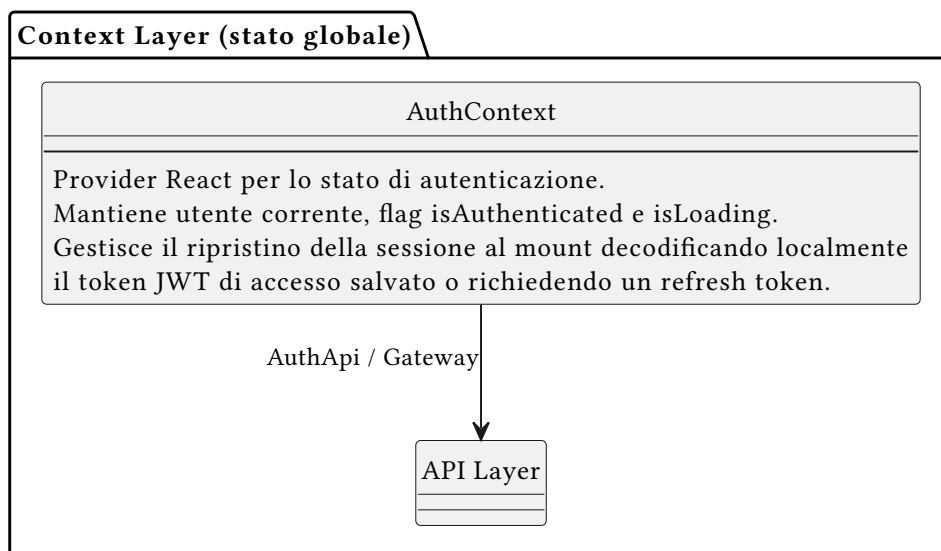 Context Layer (stato globale)
AuthContext
Provider React per lo stato di autenticazione.
Mantiene utente corrente, flag isAuthenticated e isLoading.
Gestisce il ripristino della sessione al mount decodificando localmente
il token JWT di accesso salvato o richiedendo un refresh token.
AuthApi / Gateway
API Layer